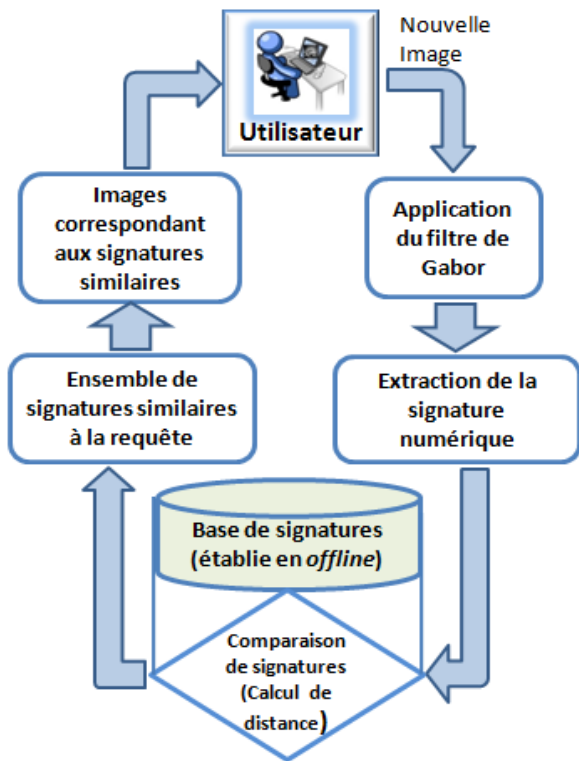 Nouvelle
Image
Utilisateur
Application
du filtre de
Gabor
Extraction de la
signature
numérique
Base de signatures
(établie en offline)
Comparaison
de signatures
(Calcul de
distance)
Ensemble de
signatures similaires
à la requête
Images
correspondant
aux signatures
similaires